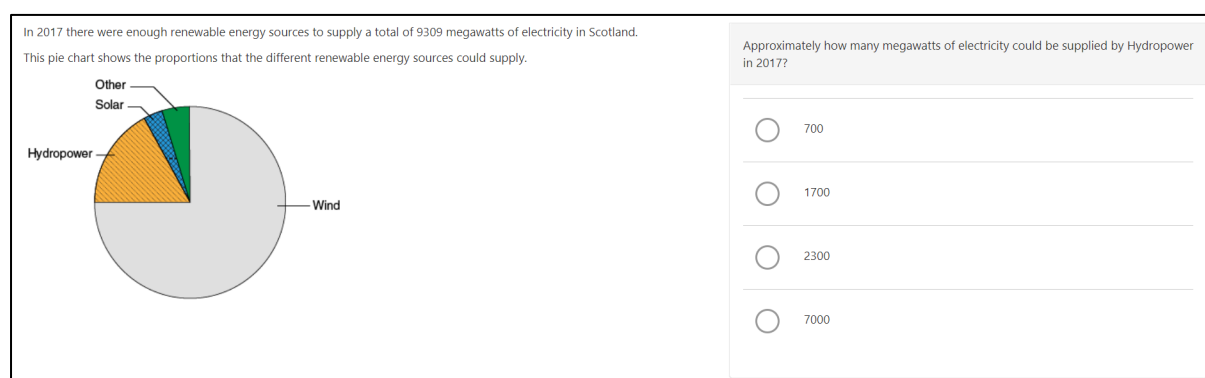 In 2017 there were enough renewable energy sources to supply a total of 9309 megawatts of electricity in Scotland.
This pie chart shows the proportions that the different renewable energy sources could supply.
Other
Solar
Hydropower
Wind
Approximately how many megawatts of electricity could be supplied by Hydropower
in 2017?
700
1700
2300
7000